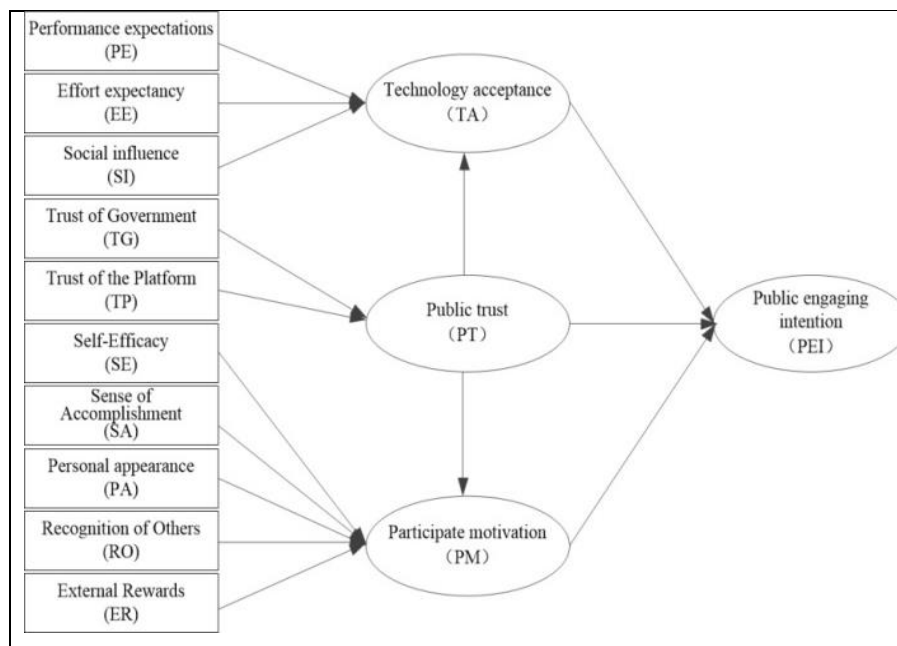 Performance expectations
(PE)
Effort expectancy
(EE)
Social influence
(SI)
Trust of Government
(TG)
Trust of the Platform
(TP)
Self-Efficacy
(SE)
Sense of
Accomplishment
(SA)
Personal appearance
(PA)
Recognition of Others
(RO)
External Rewards
(ER)
Technology acceptance
（TA）
Public trust
（PT）
Participate motivation
（PM）
Public engaging
intention
（PEI）